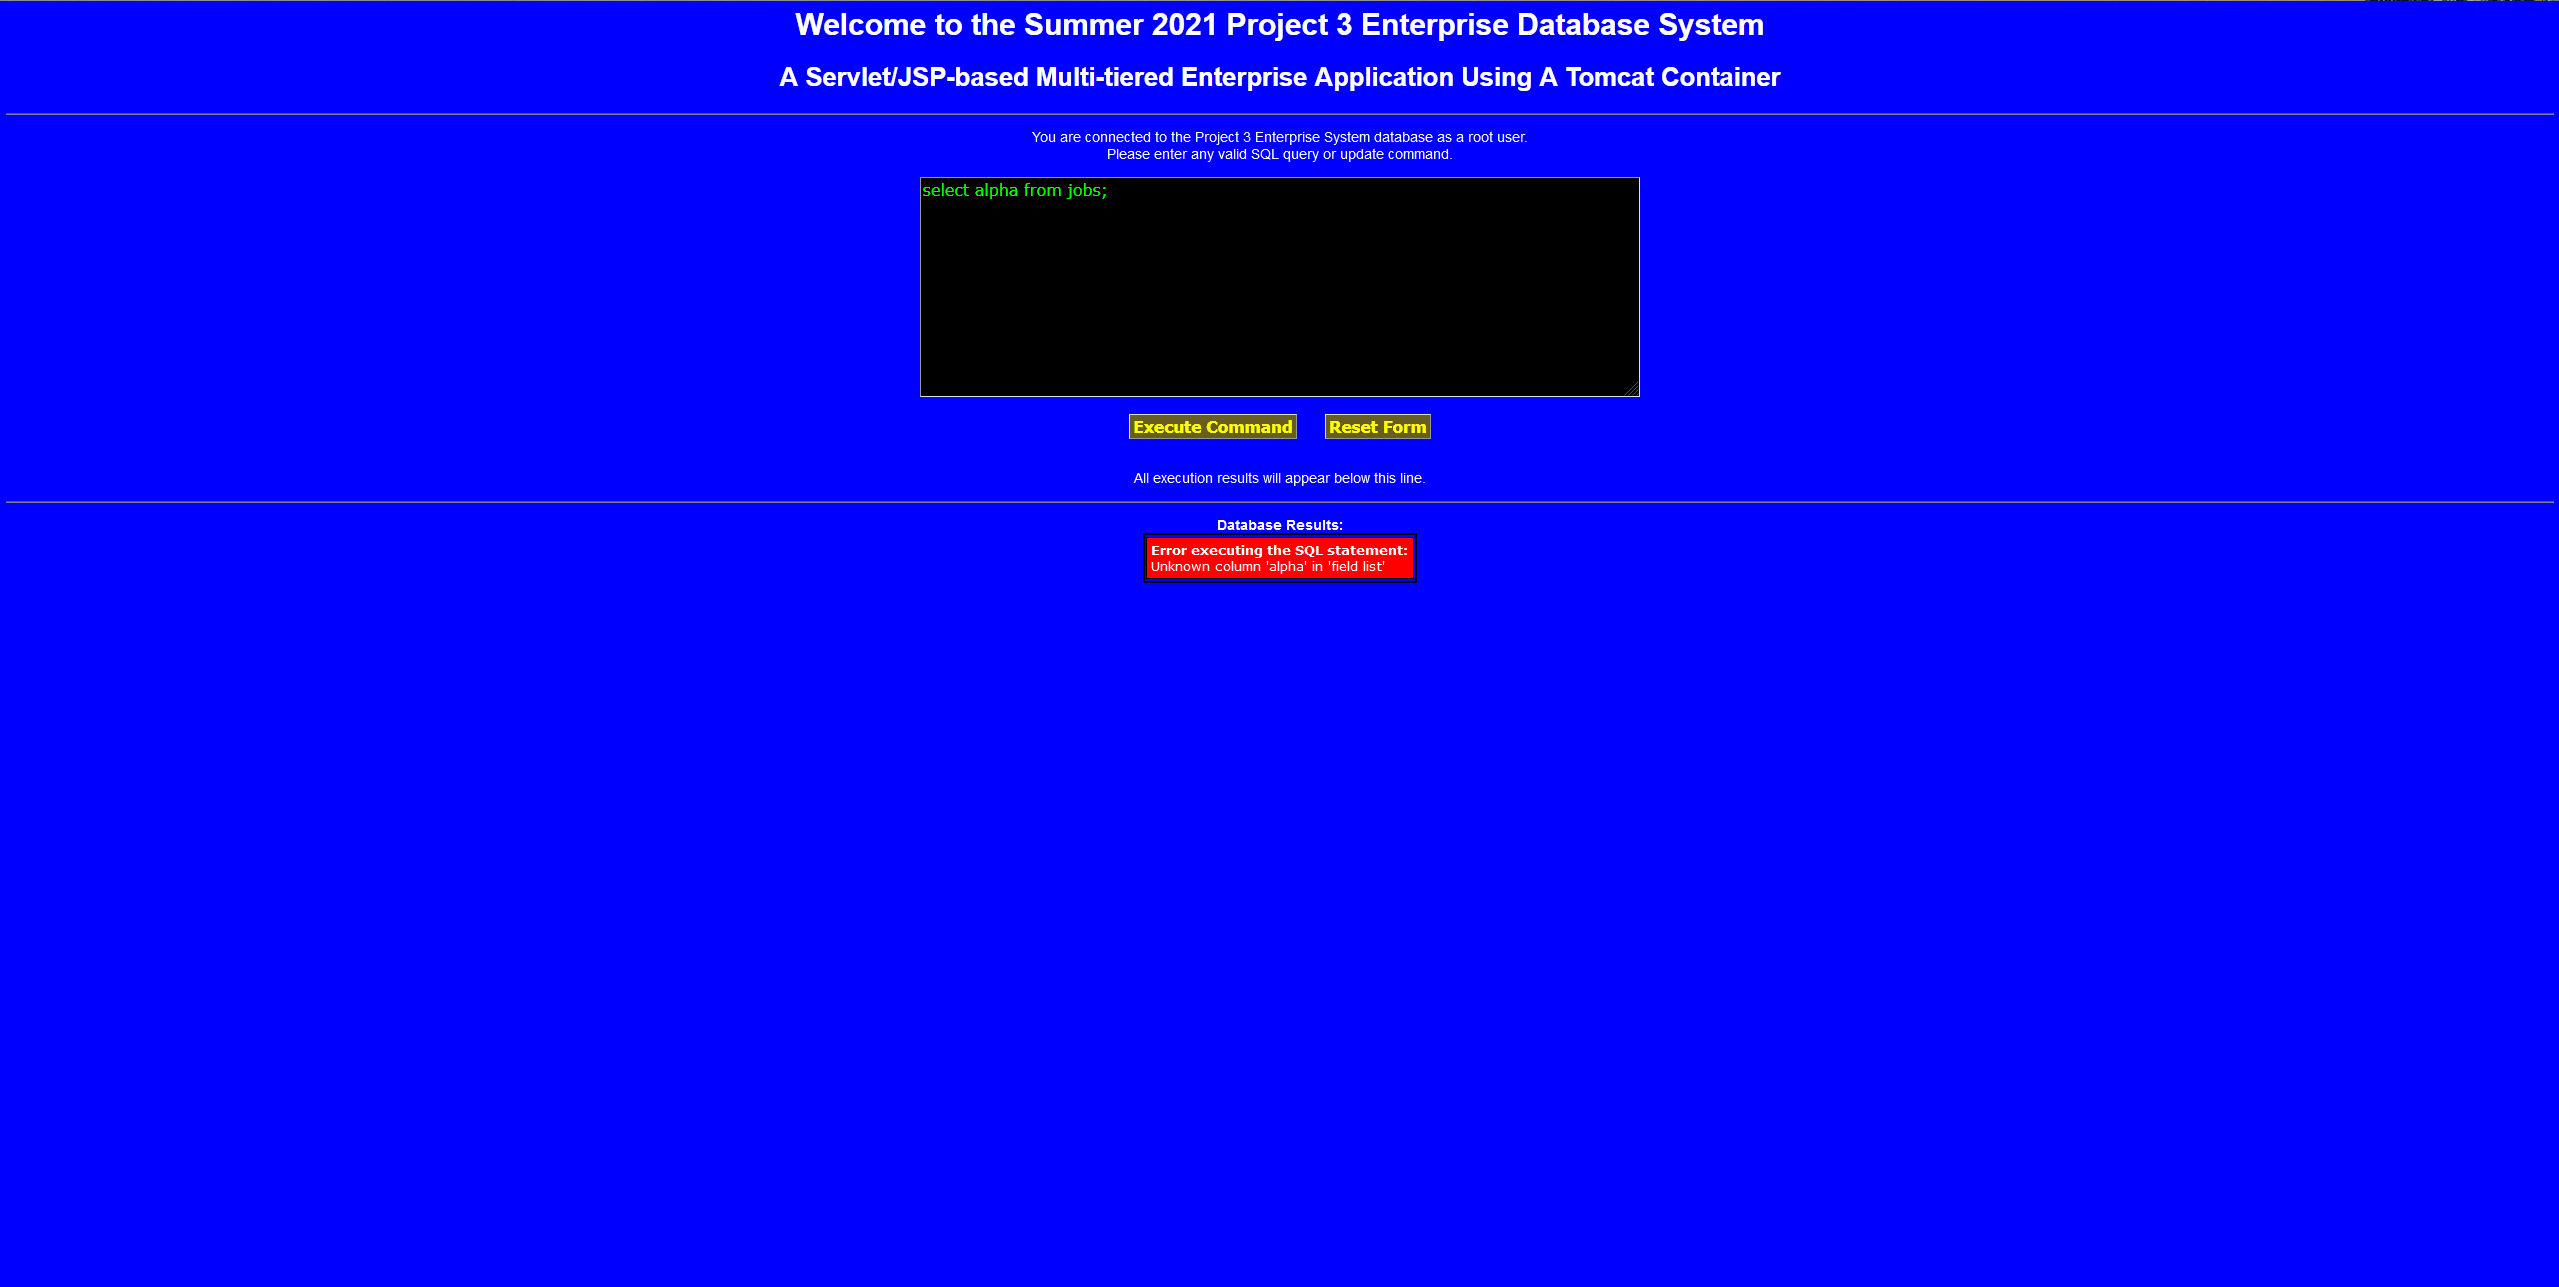 Welcome to the Summer 2021 Project 3 Enterprise Database System
A Servlet/JSP-based Multi-tiered Enterprise Application Using A Tomcat Container
You are connected to the Project 3 Enterprise System database as a root user.
Please enter any valid SQL query or update command.
select alpha from jobs;
Execute Command Reset Form
All execution results will appear below this line.
Database Results:
Error executing the SQL statement:
Unknown column 'alpha' in 'field list'